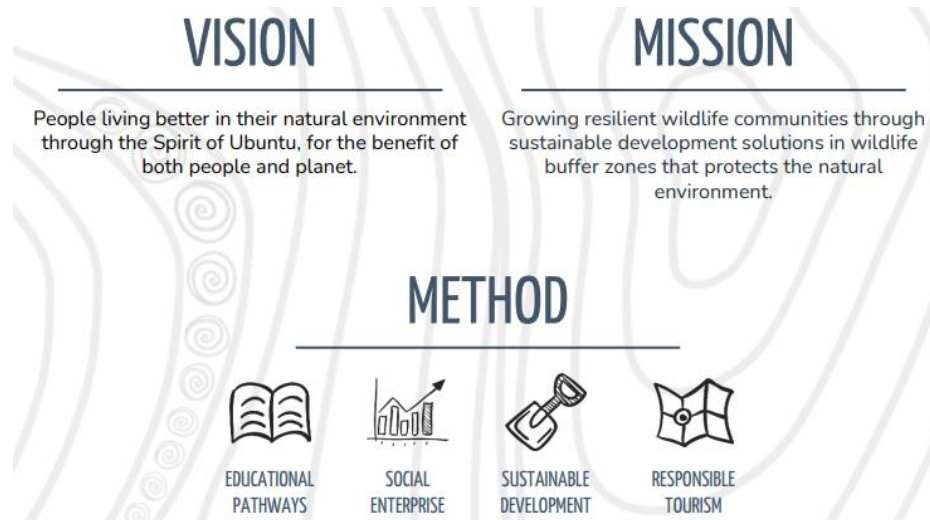 VISION
People living better in their natural environment
through the Spirit of Ubuntu, for the benefit of
both people and planet.
MISSION
Growing resilient wildlife communities through
sustainable development solutions in wildlife
buffer zones that protects the natural
environment.
METHOD
EDUCATIONAL
PATHWAYS
SOCIAL
ENTERPRISE
SUSTAINABLE
DEVELOPMENT
RESPONSIBLE
TOURISM